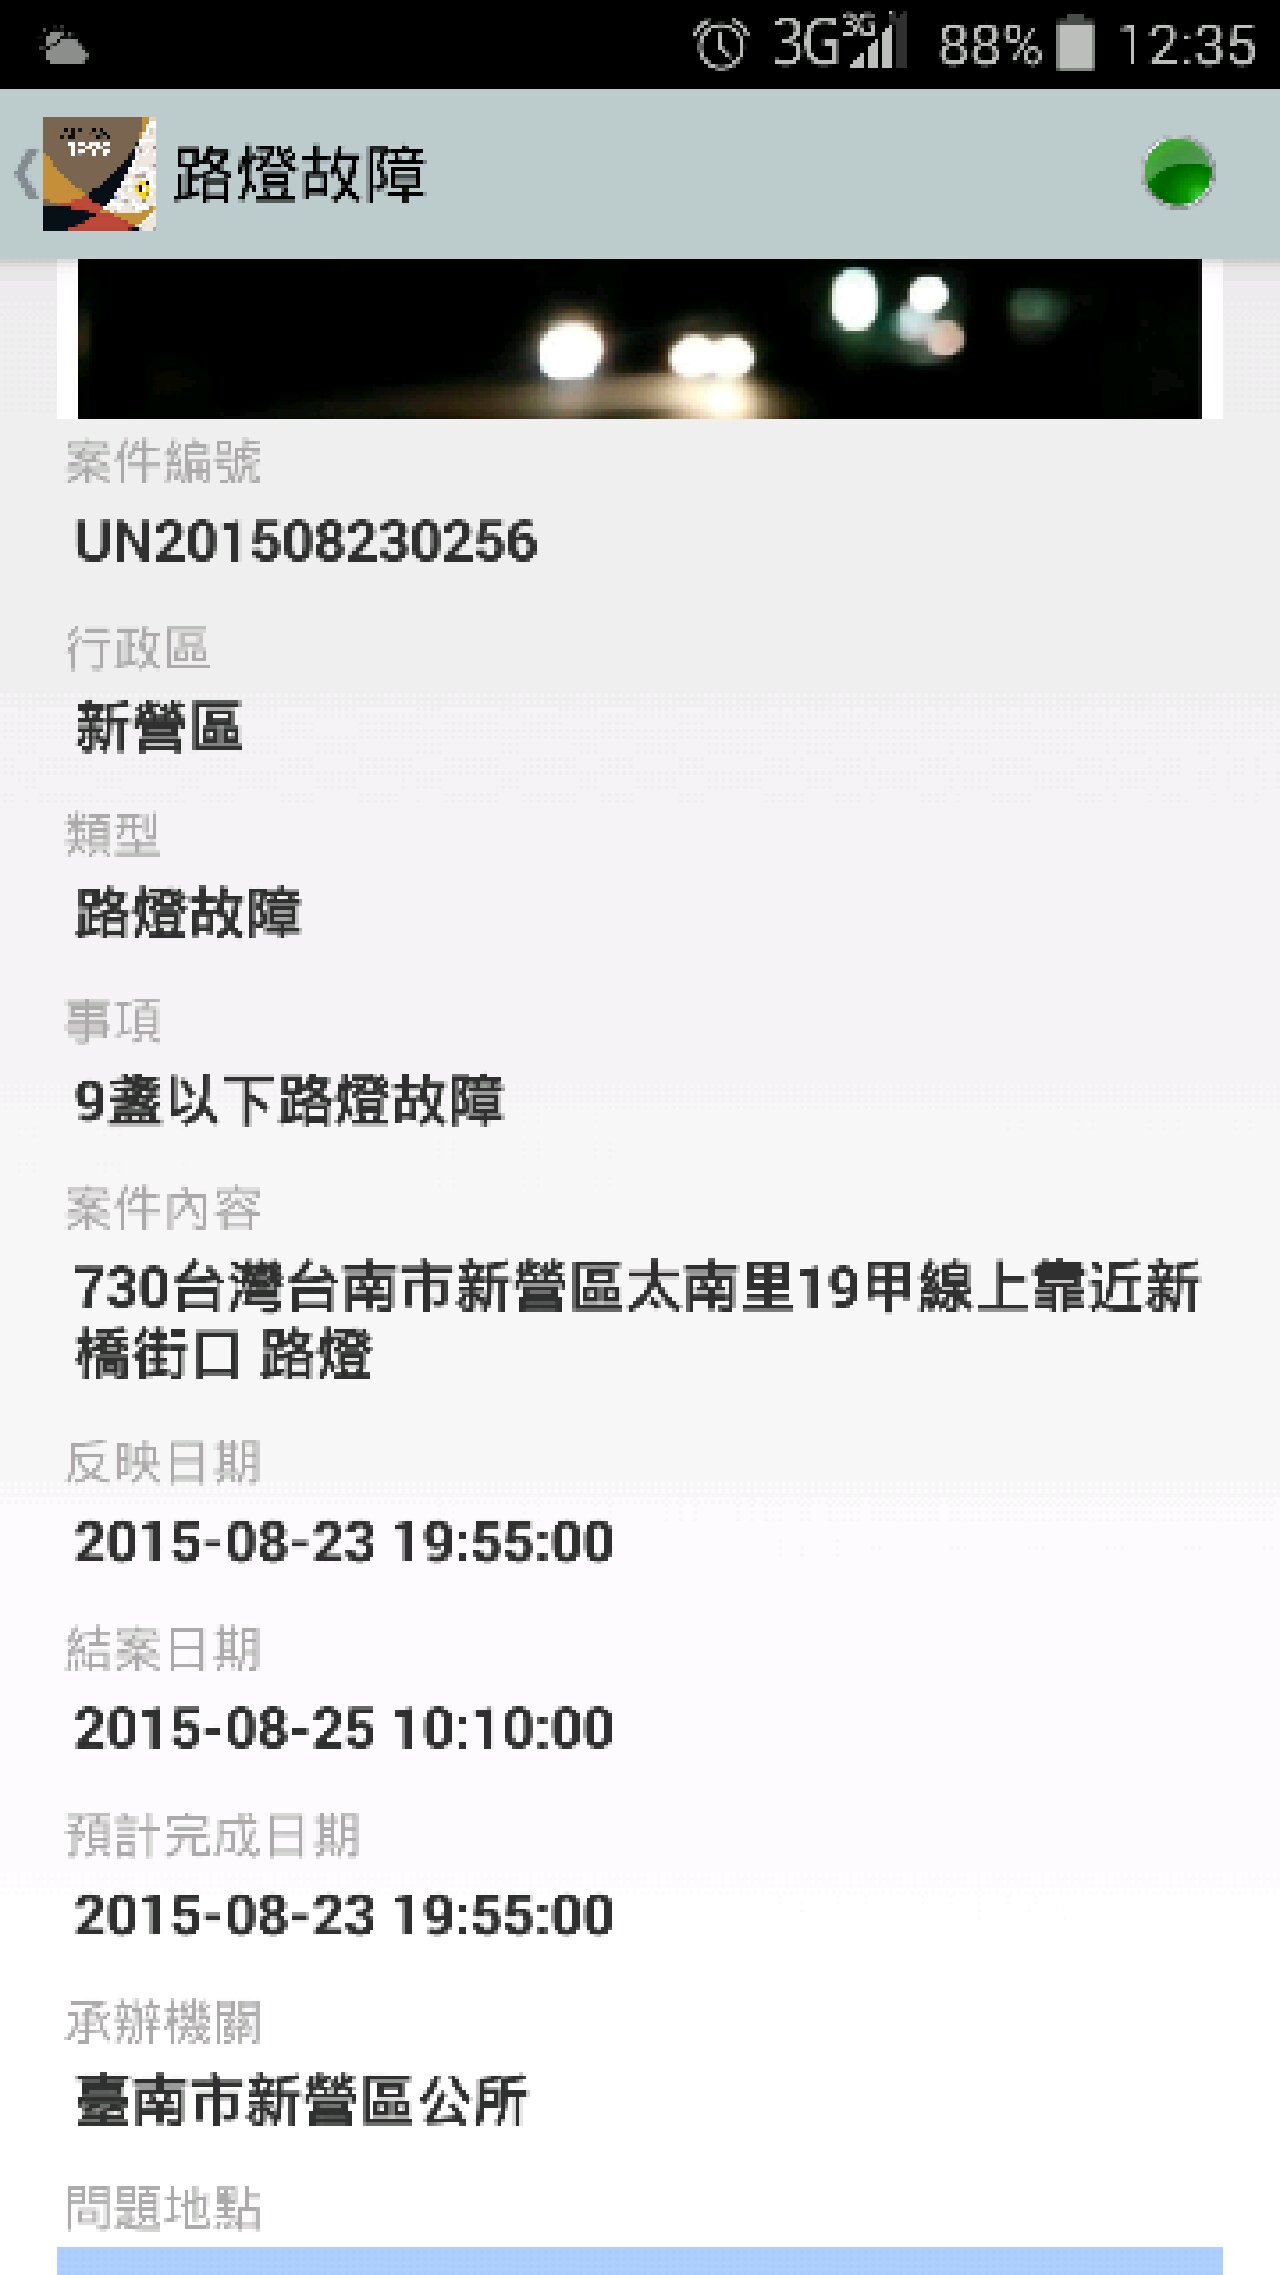 3G 3G 88% 12:35
1999
路燈故障
案件編號
UN201508230256
行政區
新營區
類型
路燈故障
事項
9盞以下路燈故障
案件內容
730台灣台南市新營區太南里19甲線上靠近新
橋街口 路燈
反映日期
2015-08-23 19:55:00
結案日期
2015-08-25 10:10:00
預計完成日期
2015-08-23 19:55:00
承辦機關
臺南市新營區公所
問題地點